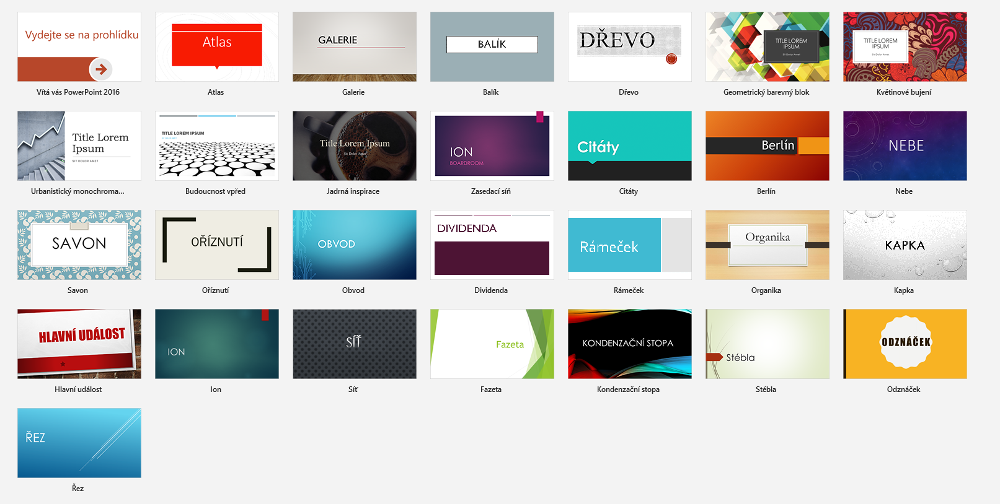 Vydejte se na prohlídku
Vítá vás PowerPoint 2016
Atlas
Atlas
GALERIE
Galerie
BALÍK
Balík
DŘEVO
Dřevo
TITLE LOREM
IPSUM
Sit Dolor Amet
Geometrický barevný blok
TITLE LOREM
IPSUM
Sit Dolor Amet
Květinové bujení
Title Lorem
Ipsum
SIT DOLOR AMET
Urbanistický monochroma...
TITLE LOREM IPSUM
SIT DOLOR AMET
Budoucnost vpřed
Title Lorem Ipsum
Sit Dolor Amet
Jadrná inspirace
ION
BOARDROOM
Zasedací síň
Citáty
Citáty
Berlín
Berlín
NEBE
Nebe
SAVON
Savon
OŘÍZNUTÍ
Oříznutí
OBVOD
Obvod
DIVIDENDA
Dividenda
Rámeček
Rámeček
Organika
Organika
KAPKA
Kapka
HLAVNÍ UDÁLOST
Hlavní událost
ION
Ion
SÍŤ
Síť
Fazeta
Fazeta
KONDENZAČNÍ STOPA
Kondenzační stopa
Stébla
Stébla
ODZNÁČEK
Odznáček
ŘEZ
Řez